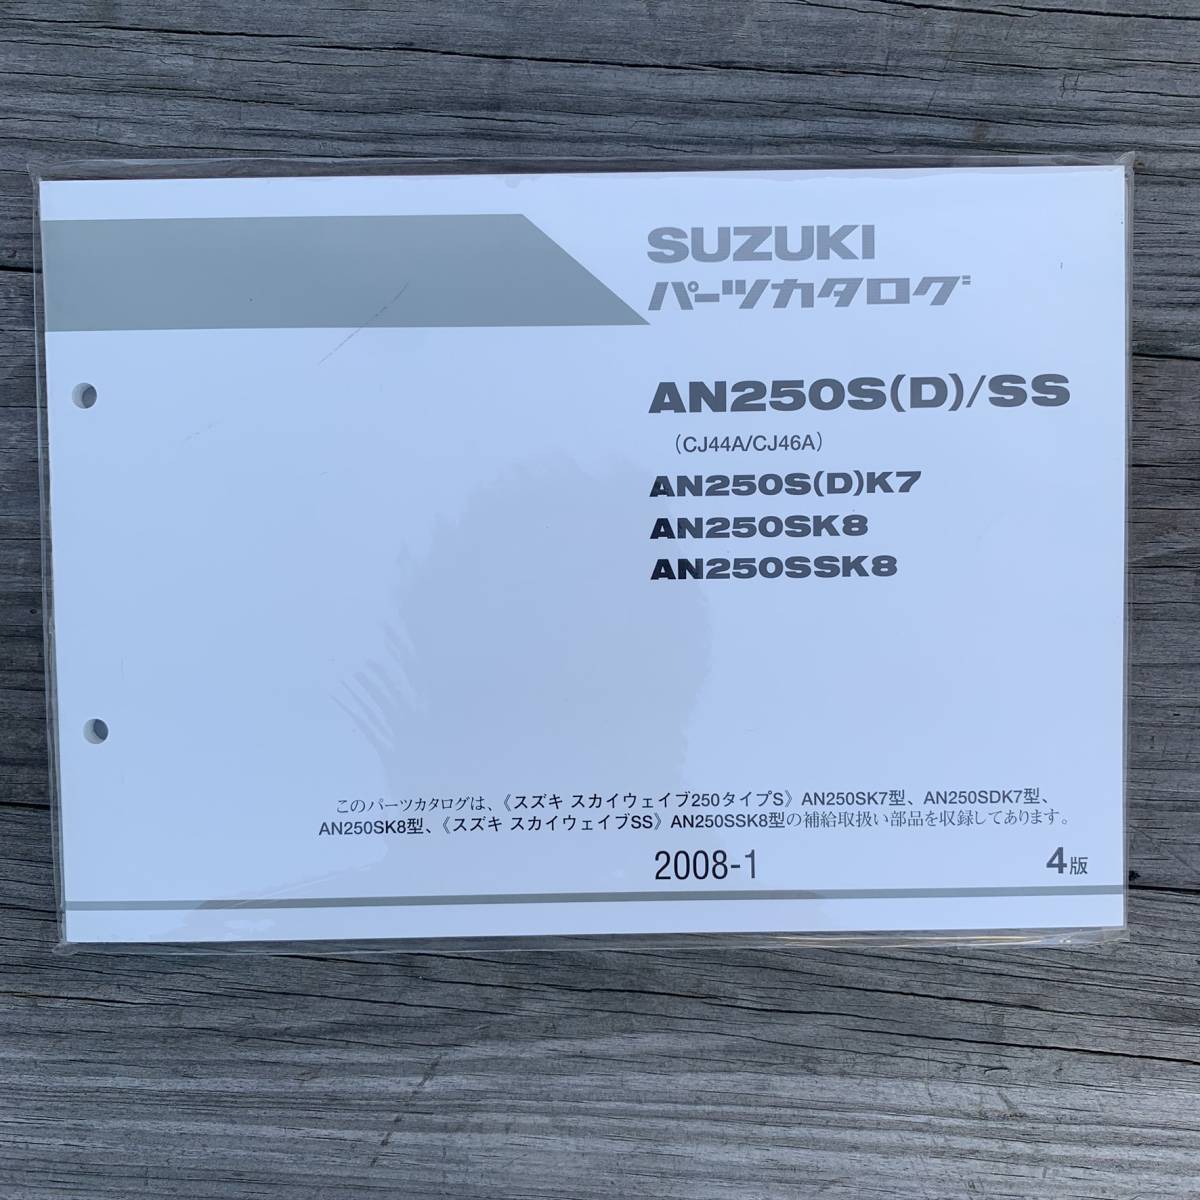 SUZUKI
パーツカタログ
AN250S(D)/SS
(CJ44A/CJ46A)
AN250S(D)K7
AN250SK8
AN250SSK8
このパーツカタログは、《スズキ スカイウェイブ250タイプS》AN250SK7型、AN250SDK7型、
AN250SK8型、《スズキ スカイウェイブSS》AN250SSK8型の補給取扱い部品を収録してあります。
2008-1 4版